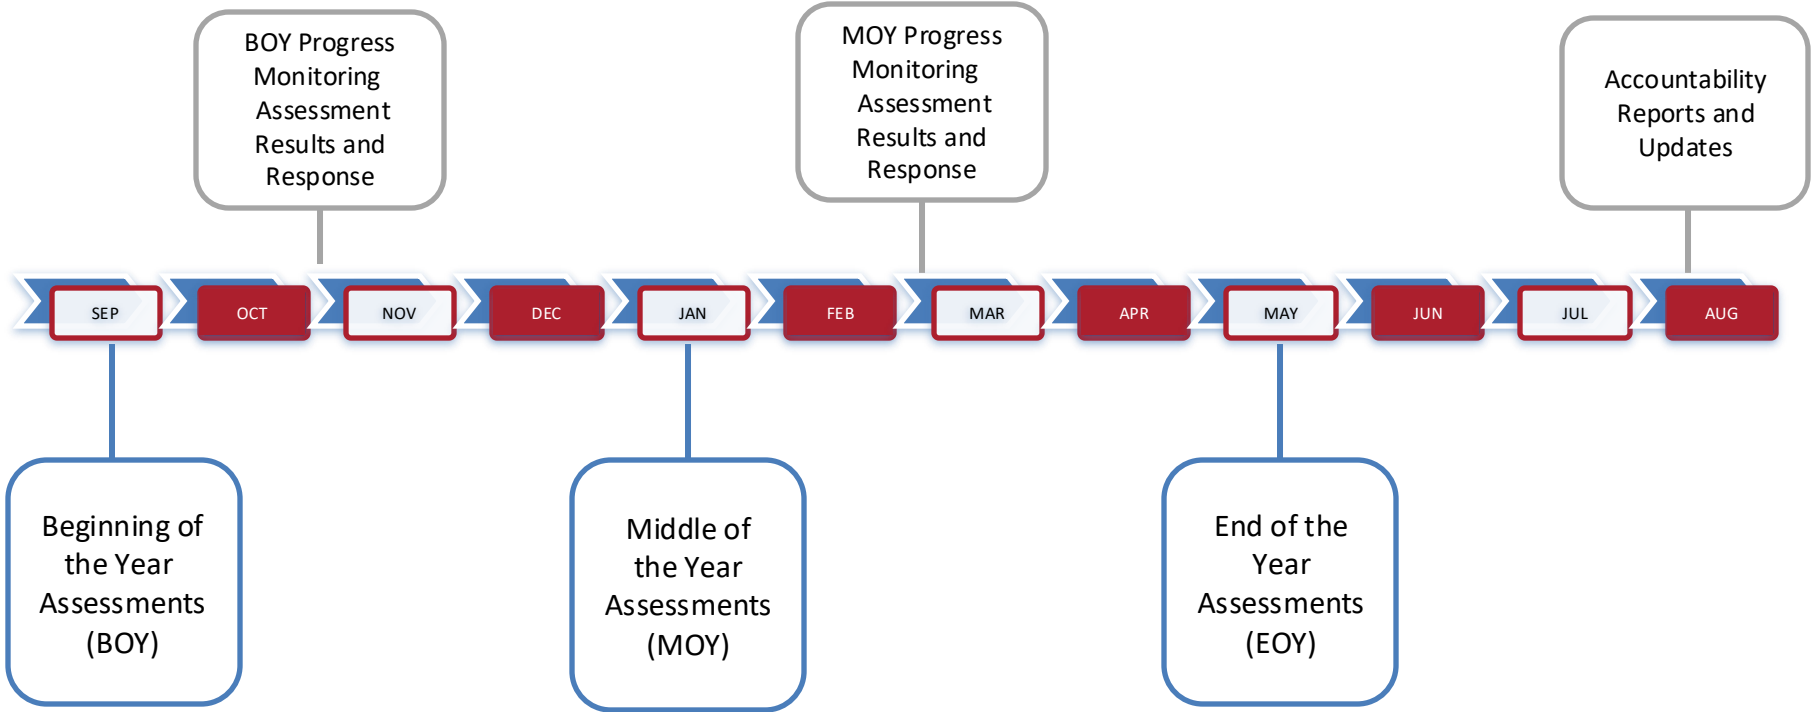 BOY Progress
Monitoring
Assessment
Results and
Response
MOY Progress
Monitoring
Assessment
Results and
Response
Accountability
Reports and
Updates
SEP
OCT
NOV
DEC
JAN
FEB
MAR
APR
MAY
JUN
JUL
AUG
Beginning of
the Year
Assessments
(BOY)
Middle of
the Year
Assessments
(MOY)
End of the
Year
Assessments
(EOY)